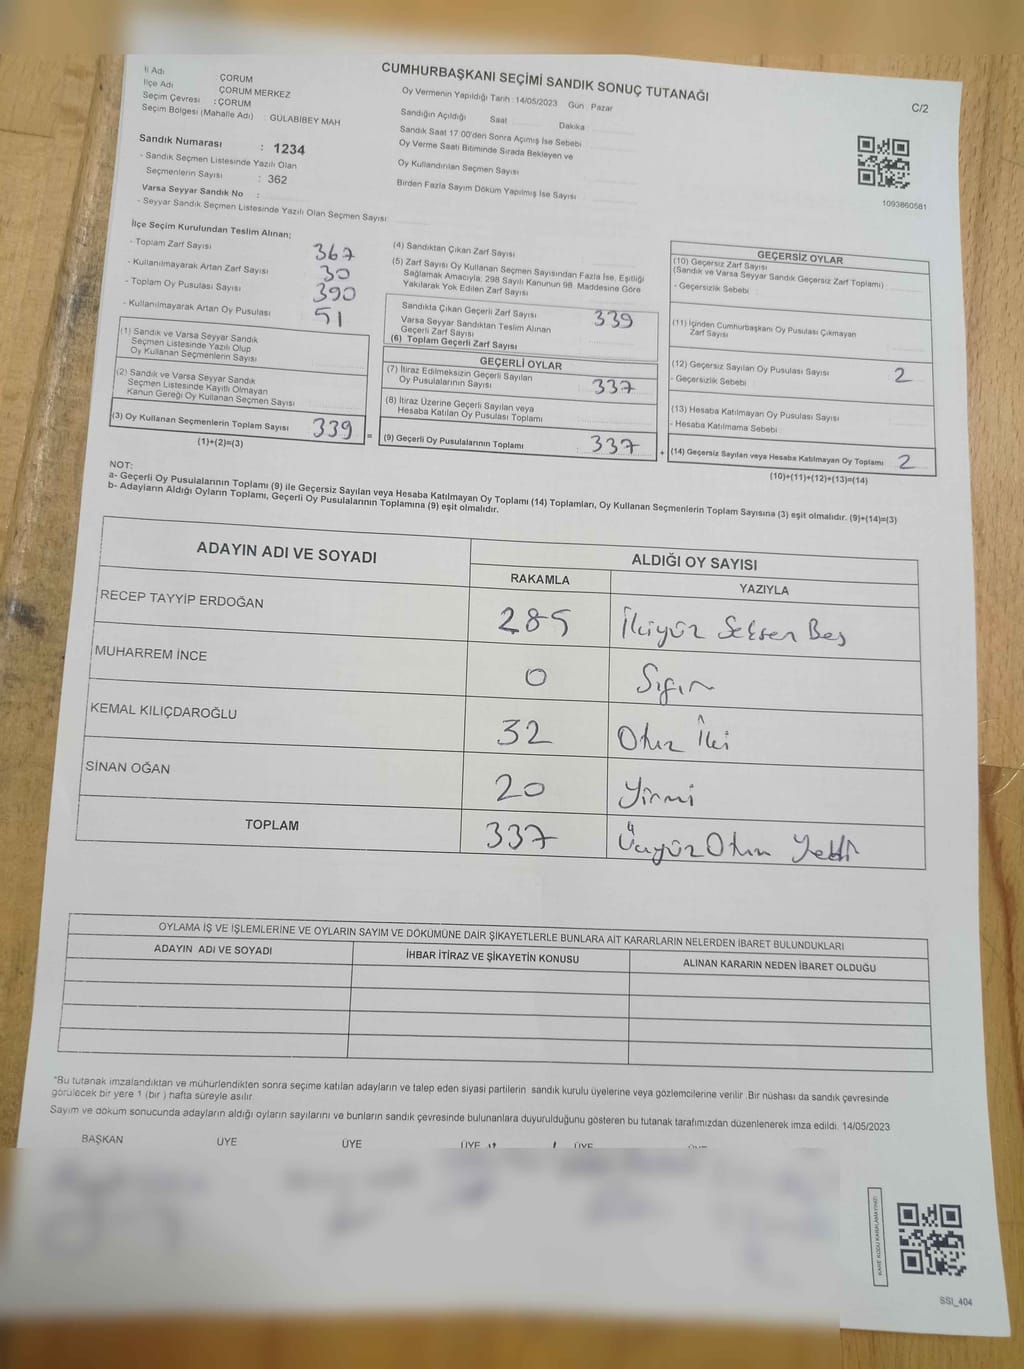 CUMHURBAŞKANI SEÇİMİ SANDIK SONUÇ TUTANAĞI
C/2
İl Adı ÇORUM
İlçe Adı ÇORUM MERKEZ
Seçim Çevresi : ÇORUM
Seçim Bölgesi (Mahalle Adı) : GÜLABİBEY MAH
Sandık Numarası : 1234
- Sandık Seçmen Listesinde Yazılı Olan
Seçmenlerin Sayısı : 362
Varsa Seyyar Sandık No :
- Seyyar Sandık Seçmen Listesinde Yazılı Olan Seçmen Sayısı:
Oy Vermenin Yapıldığı Tarih : 14/05/2023 Gün : Pazar
Sandığın Açıldığı Saat Dakika
Sandık Saat 17.00'den Sonra Açımış İse Sebebi
Oy Verme Saati Bitiminde Sırada Bekleyen ve
Oy Kullandırılan Seçmen Sayısı
Birden Fazla Sayım Döküm Yapılmış İse Sayısı
1093860581
İlçe Seçim Kurulundan Teslim Alınan;
- Toplam Zarf Sayısı 367
- Kullanılmayarak Artan Zarf Sayısı 30
- Toplam Oy Pusulası Sayısı 390
- Kullanılmayarak Artan Oy Pusulası 51
(1) Sandık ve Varsa Seyyar Sandık
Seçmen Listesinde Yazılı Olup
Oy Kullanan Seçmenlerin Sayısı
(2) Sandık ve Varsa Seyyar Sandık
Seçmen Listesinde Kayıtlı Olmayan
Kanun Gereği Oy Kullanan Seçmen Sayısı
(3) Oy Kullanan Seçmenlerin Toplam Sayısı 339
(1)+(2)=(3)
=
(4) Sandıktan Çıkan Zarf Sayısı
(5) Zarf Sayısı Oy Kullanan Seçmen Sayısından Fazla İse, Eşitliği
Sağlamak Amacıyla; 298 Sayılı Kanunun 98. Maddesine Göre
Yakılarak Yok Edilen Zarf Sayısı
Sandıkta Çıkan Geçerli Zarf Sayısı 339
Varsa Seyyar Sandıktan Teslim Alınan
Geçerli Zarf Sayısı
(6) Toplam Geçerli Zarf Sayısı
GEÇERLİ OYLAR
(7) İtiraz Edilmeksizin Geçerli Sayılan
Oy Pusulalarının Sayısı 337
(8) İtiraz Üzerine Geçerli Sayılan veya
Hesaba Katılan Oy Pusulası Toplamı
(9) Geçerli Oy Pusulalarının Toplamı 337
+
GEÇERSİZ OYLAR
(10) Geçersiz Zarf Sayısı
(Sandık ve Varsa Seyyar Sandık Geçersiz Zarf Toplamı)
- Geçersizlik Sebebi
(11) İçinden Cumhurbaşkanı Oy Pusulası Çıkmayan
Zarf Sayısı
(12) Geçersiz Sayılan Oy Pusulası Sayısı 2
- Geçersizlik Sebebi
(13) Hesaba Katılmayan Oy Pusulası Sayısı
- Hesaba Katılmama Sebebi
(14) Geçersiz Sayılan veya Hesaba Katılmayan Oy Toplamı 2
(10)+(11)+(12)+(13)=(14)
NOT:
a- Geçerli Oy Pusulalarının Toplamı (9) ile Geçersiz Sayılan veya Hesaba Katılmayan Oy Toplamı (14) Toplamları, Oy Kullanan Seçmenlerin Toplam Sayısına (3) eşit olmalıdır. (9)+(14)=(3)
b- Adayların Aldığı Oyların Toplamı, Geçerli Oy Pusulalarının Toplamına (9) eşit olmalıdır.
ADAYIN ADI VE SOYADI ALDIĞI OY SAYISI
RAKAMLA YAZIYLA
RECEP TAYYİP ERDOĞAN 285 İkiyüz Seksen Beş
MUHARREM İNCE 0 Sıfır
KEMAL KILIÇDAROĞLU 32 Otuz İki
SİNAN OĞAN 20 Yirmi
TOPLAM 337 Üçyüz Otuz Yedi
OYLAMA İŞ VE İŞLEMLERİNE VE OYLARIN SAYIM VE DÖKÜMÜNE DAİR ŞİKAYETLERLE BUNLARA AİT KARARLARIN NELERDEN İBARET BULUNDUKLARI
ADAYIN ADI VE SOYADI İHBAR İTİRAZ VE ŞİKAYETİN KONUSU ALINAN KARARIN NEDEN İBARET OLDUĞU
*Bu tutanak imzalandıktan ve mühürlendikten sonra seçime katılan adayların ve talep eden siyasi partilerin sandık kurulu üyelerine veya gözlemcilerine verilir .Bir nüshası da sandık çevresinde
görülecek bir yere 1 (bir ) hafta süreyle asılır.
Sayım ve döküm sonucunda adayların aldığı oyların sayılarını ve bunların sandık çevresinde bulunanlara duyurulduğunu gösteren bu tutanak tarafımızdan düzenlenerek imza edildi. 14/05/2023
BAŞKAN ÜYE ÜYE ÜYE ÜYE
SSI_404